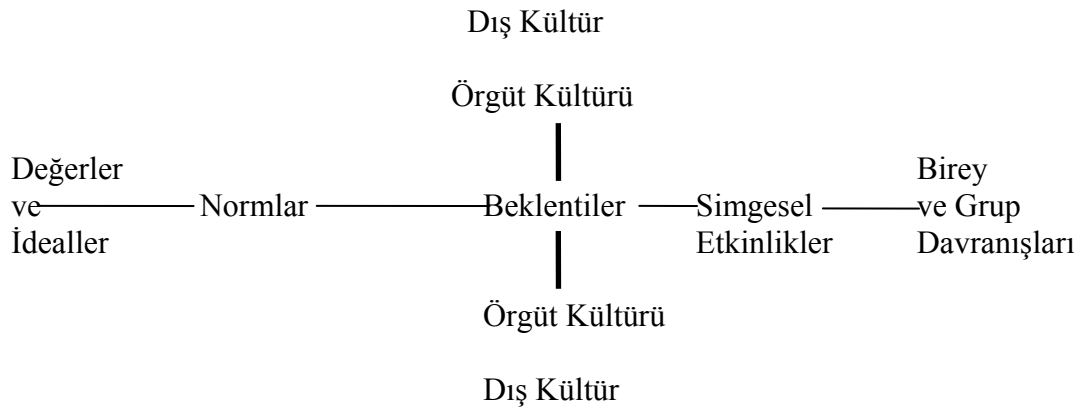 Dış Kültür
Örgüt Kültürü
Değerler
ve
İdealler
Normlar
Beklentiler
Simgesel
Etkinlikler
Birey
ve Grup
Davranışları
Örgüt Kültürü
Dış Kültür